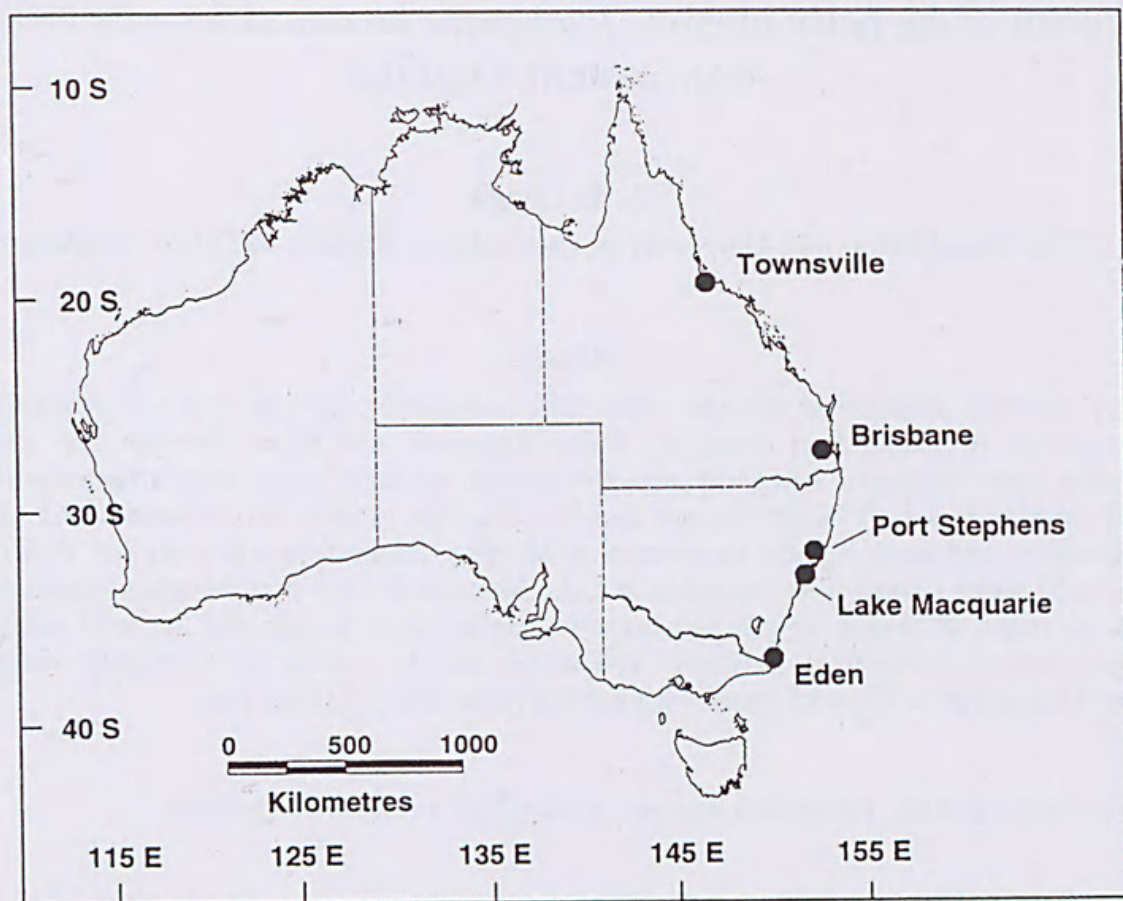 10 S
Townsville
20 S
Brisbane
30 S
Port Stephens
Lake Macquarie
Eden
40 S
0 500 1000
Kilometres
115 E 125 E 135 E 145 E 155 E